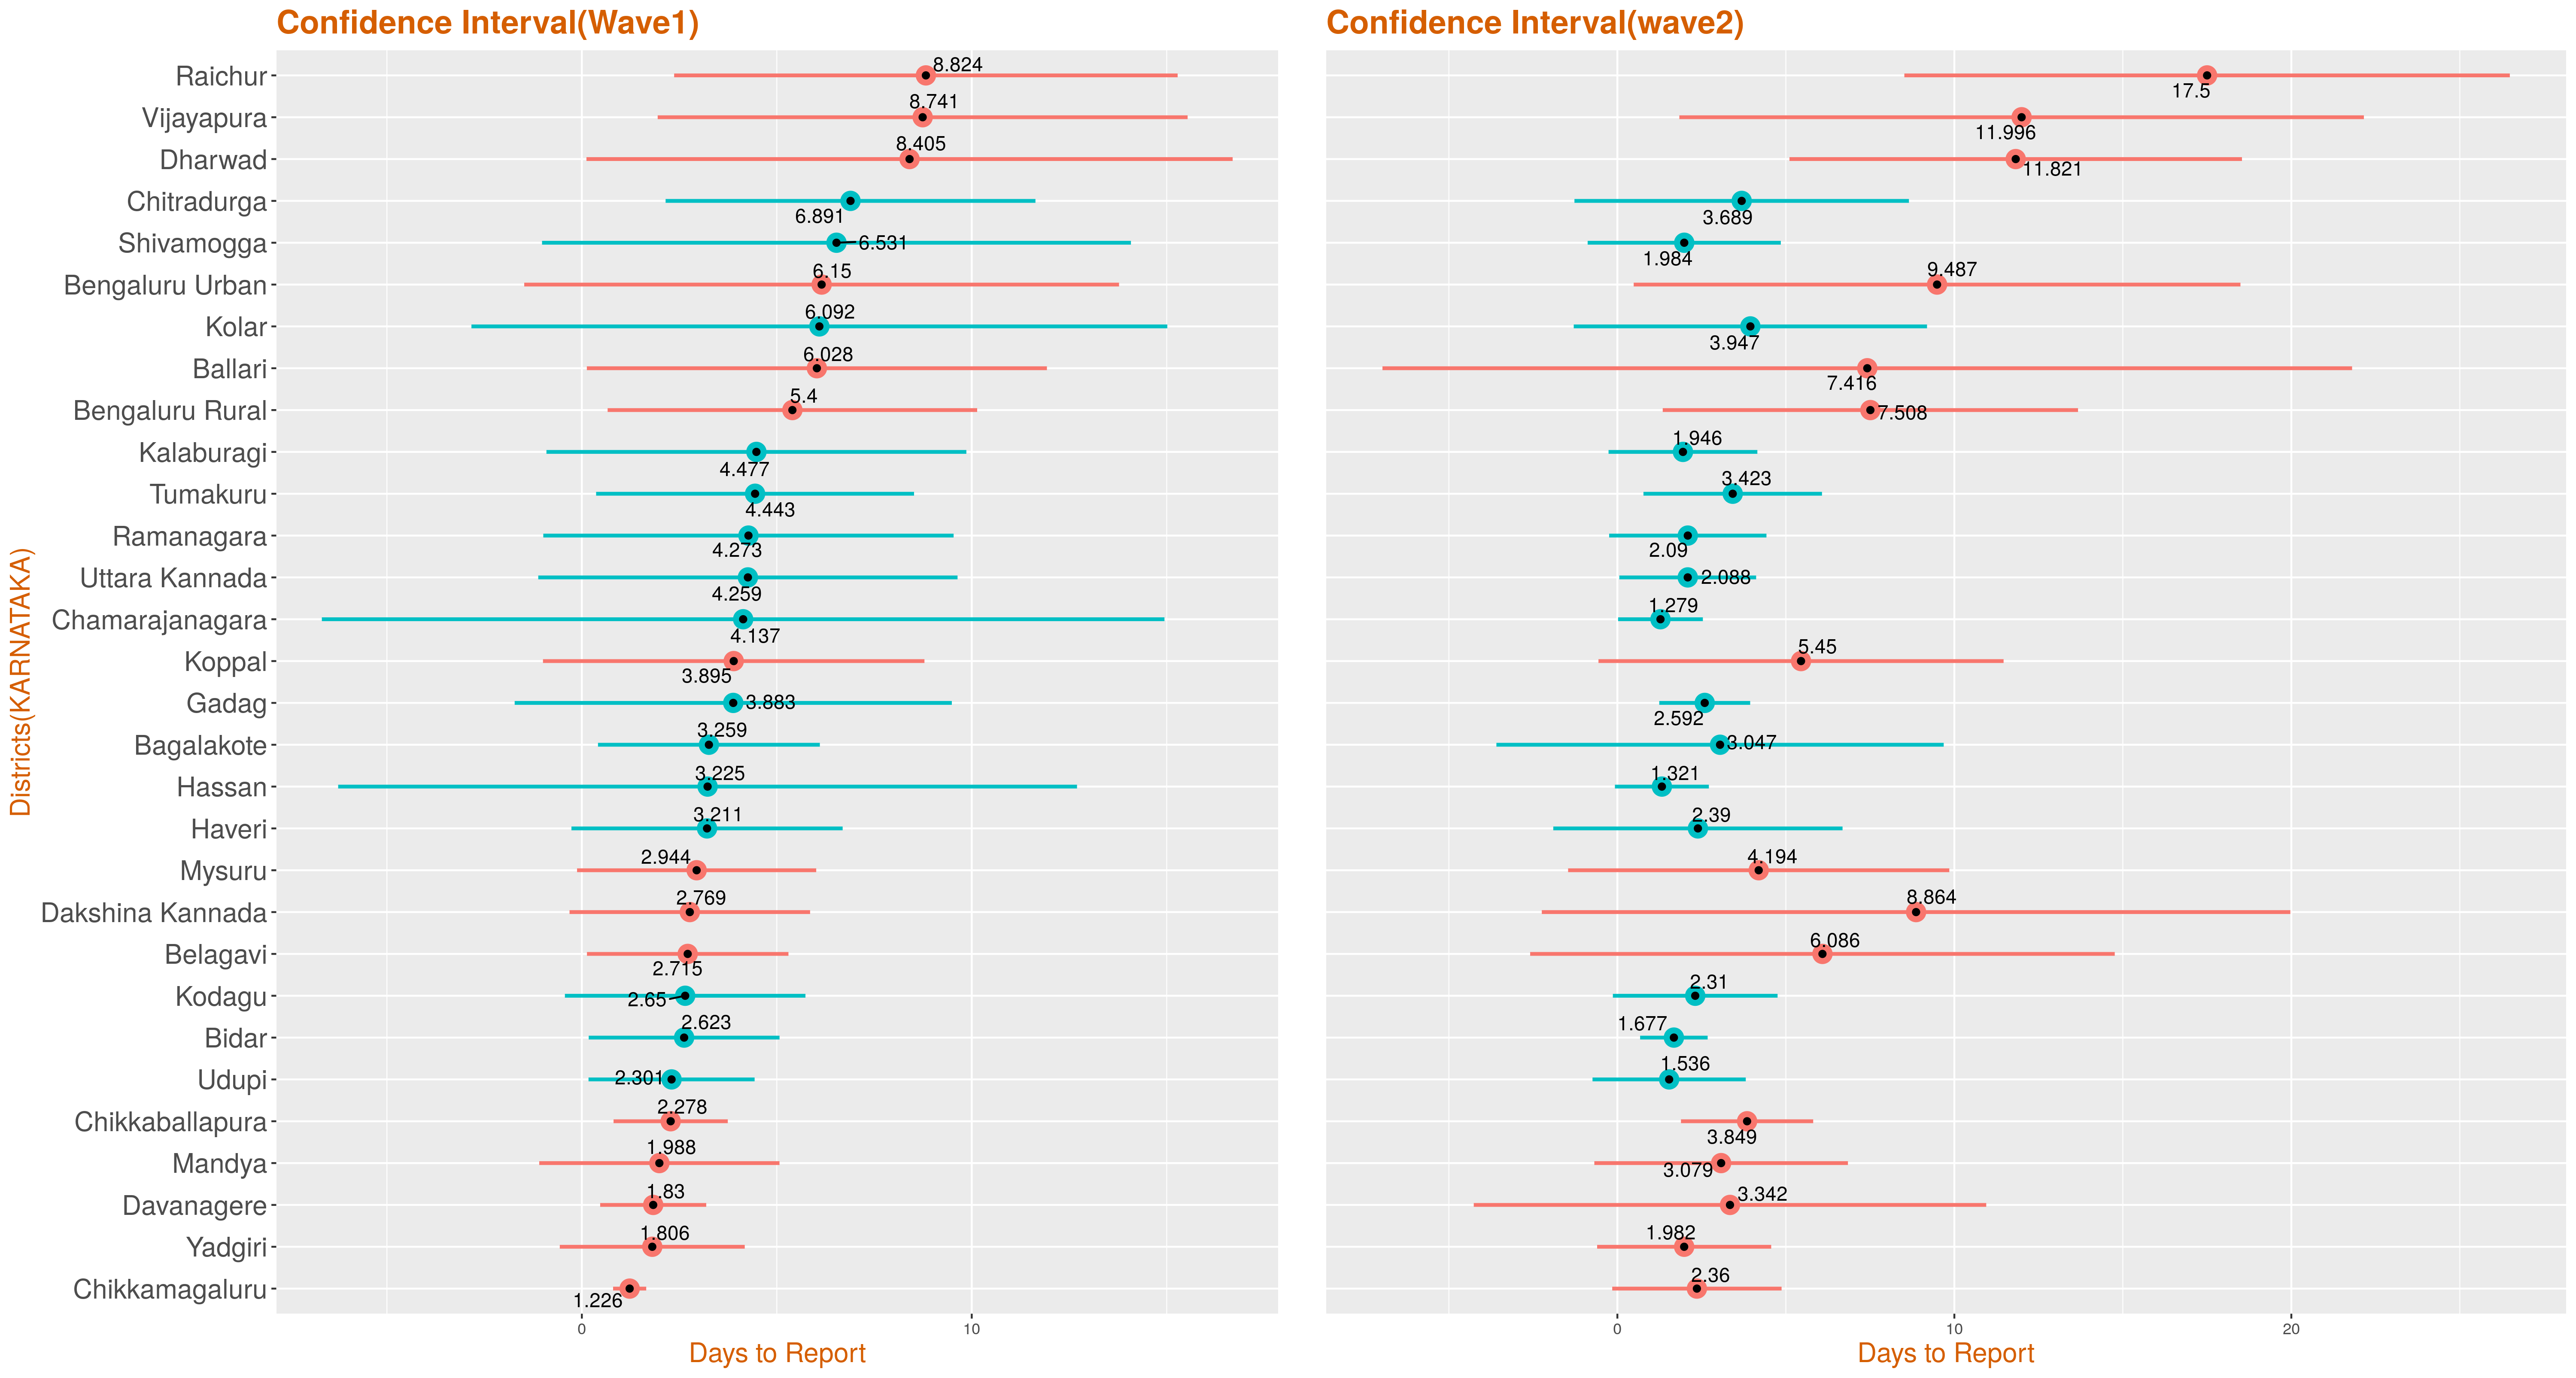 Confidence Interval(Wave1)
Confidence Interval(wave2)
Districts(KARNATAKA)
Raichur 8.824 17.5
Vijayapura 8.741 11.996
Dharwad 8.405 11.821
Chitradurga 6.891 3.689
Shivamogga 6.531 1.984
Bengaluru Urban 6.15 9.487
Kolar 6.092 3.947
Ballari 6.028 7.416
Bengaluru Rural 5.4 7.508
Kalaburagi 4.477 1.946
Tumakuru 4.443 3.423
Ramanagara 4.273 2.09
Uttara Kannada 4.259 2.088
Chamarajanagara 4.137 1.279
Koppal 3.895 5.45
Gadag 3.883 2.592
Bagalakote 3.259 3.047
Hassan 3.225 1.321
Haveri 3.211 2.39
Mysuru 2.944 4.194
Dakshina Kannada 2.769 8.864
Belagavi 2.715 6.086
Kodagu 2.65 2.31
Bidar 2.623 1.677
Udupi 2.301 1.536
Chikkaballapura 2.278 3.849
Mandya 1.988 3.079
Davanagere 1.83 3.342
Yadgiri 1.806 1.982
Chikkamagaluru 1.226 2.36
0 10
0 10 20
Days to Report
Days to Report